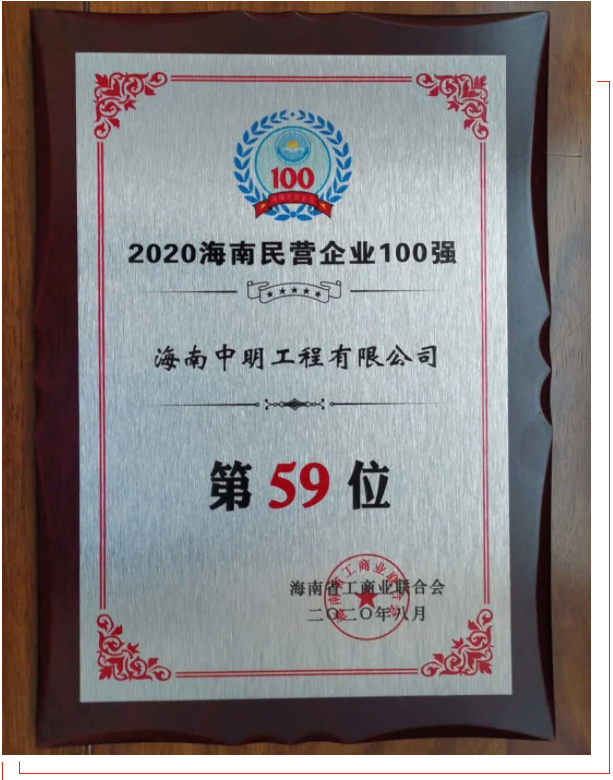 100
2020海南民营企业100强
海南中明工程有限公司
第59位
海南省工商业联合会
二〇二〇年八月